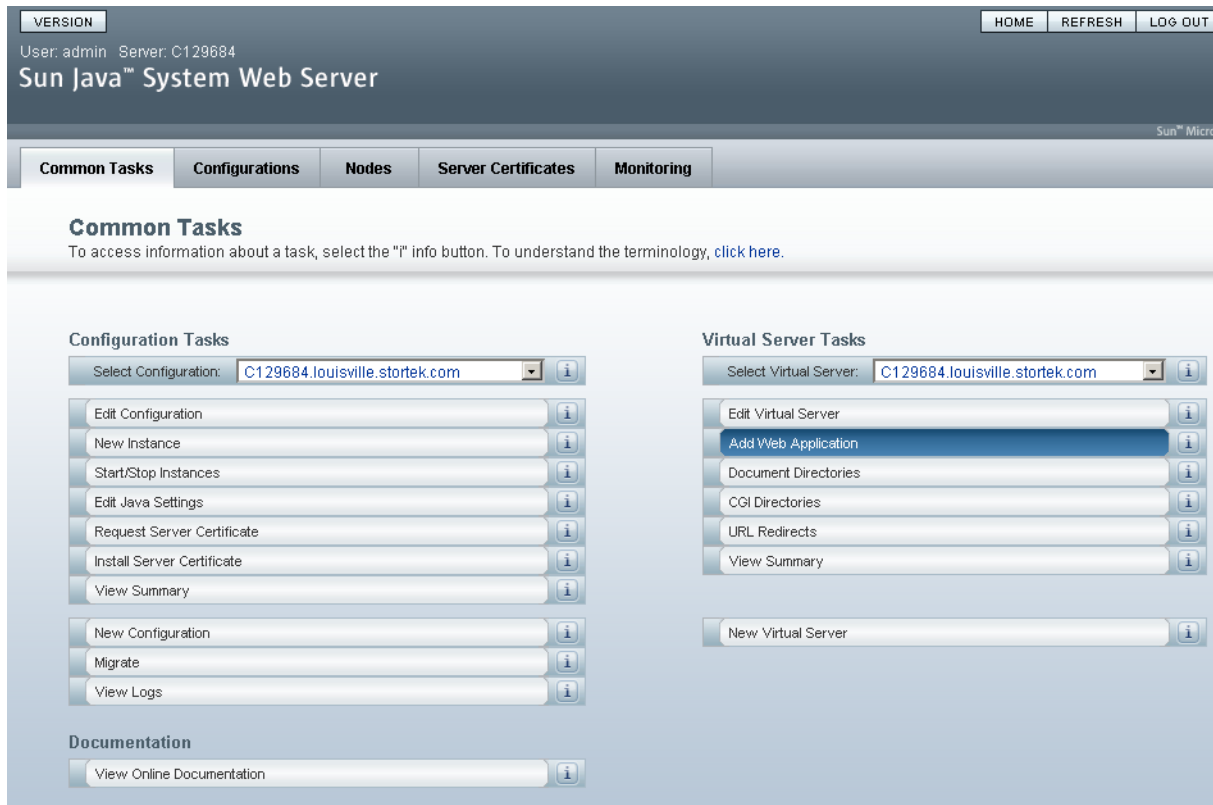 VERSION
HOME REFRESH LOG OUT
User: admin Server: C129684
Sun Java™ System Web Server
Sun™ Micro
Common Tasks Configurations Nodes Server Certificates Monitoring
Common Tasks
To access information about a task, select the "i" info button. To understand the terminology, click here.
Configuration Tasks
Select Configuration: C129684.louisville.stortek.com i
Edit Configuration i
New Instance i
Start/Stop Instances i
Edit Java Settings i
Request Server Certificate i
Install Server Certificate i
View Summary i
New Configuration i
Migrate i
View Logs i
Documentation
View Online Documentation i
Virtual Server Tasks
Select Virtual Server: C129684.louisville.stortek.com i
Edit Virtual Server i
Add Web Application i
Document Directories i
CGI Directories i
URL Redirects i
View Summary i
New Virtual Server i